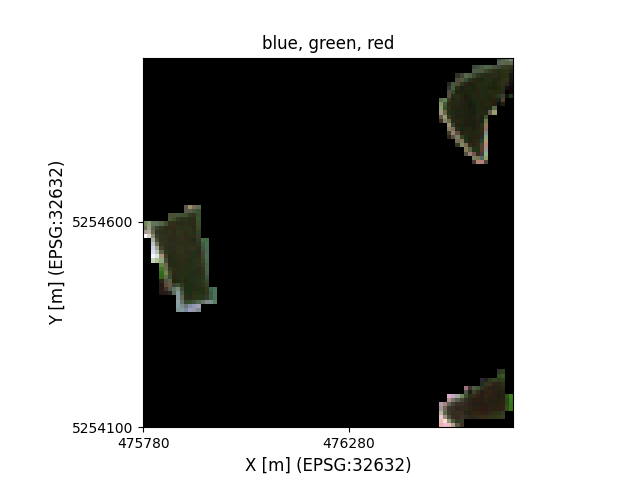 blue, green, red
Y [m] (EPSG:32632)
5254600
5254100
475780
476280
X [m] (EPSG:32632)